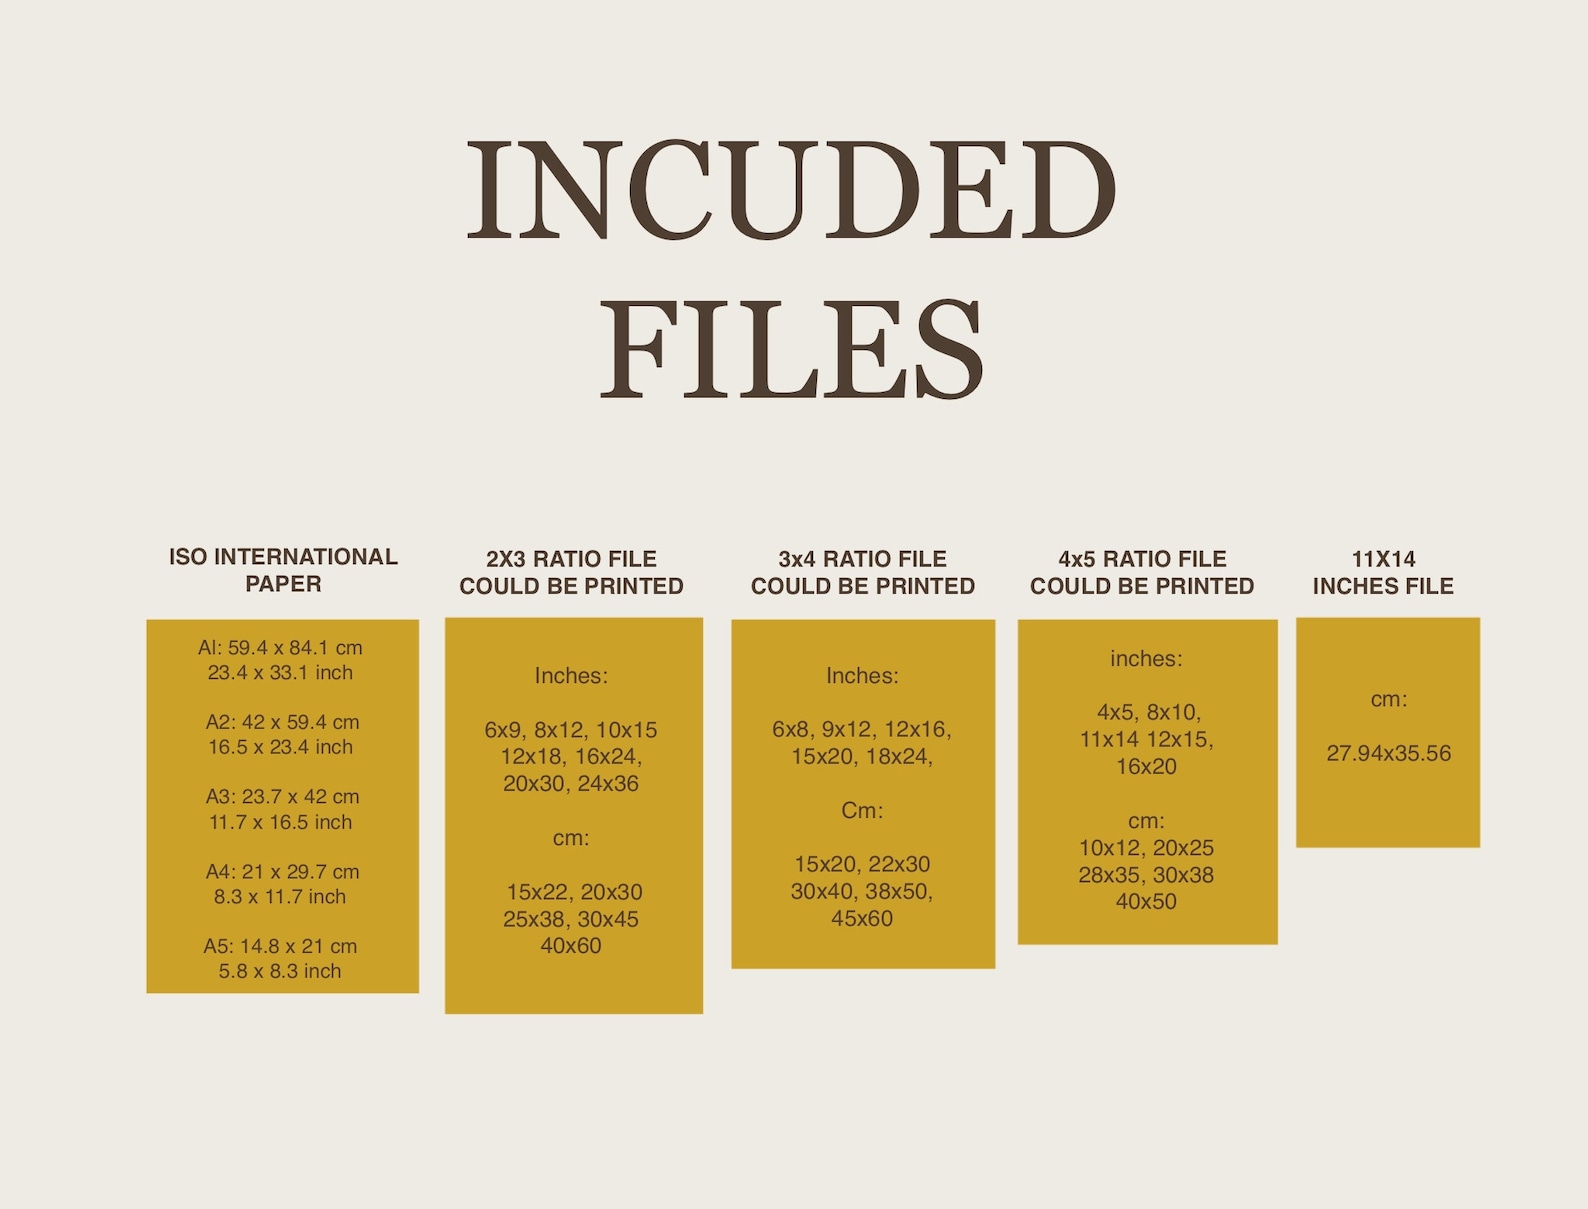 INCUDED
FILES
ISO INTERNATIONAL
PAPER
AI: 59.4 x 84.1 cm
23.4 x 33.1 inch
A2: 42 x 59.4 cm
16.5 x 23.4 inch
A3: 23.7 x 42 cm
11.7 x 16.5 inch
A4: 21 x 29.7 cm
8.3 x 11.7 inch
A5: 14.8 x 21 cm
5.8 x 8.3 inch
2X3 RATIO FILE
COULD BE PRINTED
Inches:
6x9, 8x12, 10x15
12x18, 16x24,
20x30, 24x36
cm:
15x22, 20x30
25x38, 30x45
40x60
3x4 RATIO FILE
COULD BE PRINTED
Inches:
6x8, 9x12, 12x16,
15x20, 18x24,
Cm:
15x20, 22x30
30x40, 38x50,
45x60
4x5 RATIO FILE
COULD BE PRINTED
inches:
4x5, 8x10,
11x14 12x15,
16x20
cm:
10x12, 20x25
28x35, 30x38
40x50
11X14
INCHES FILE
cm:
27.94x35.56